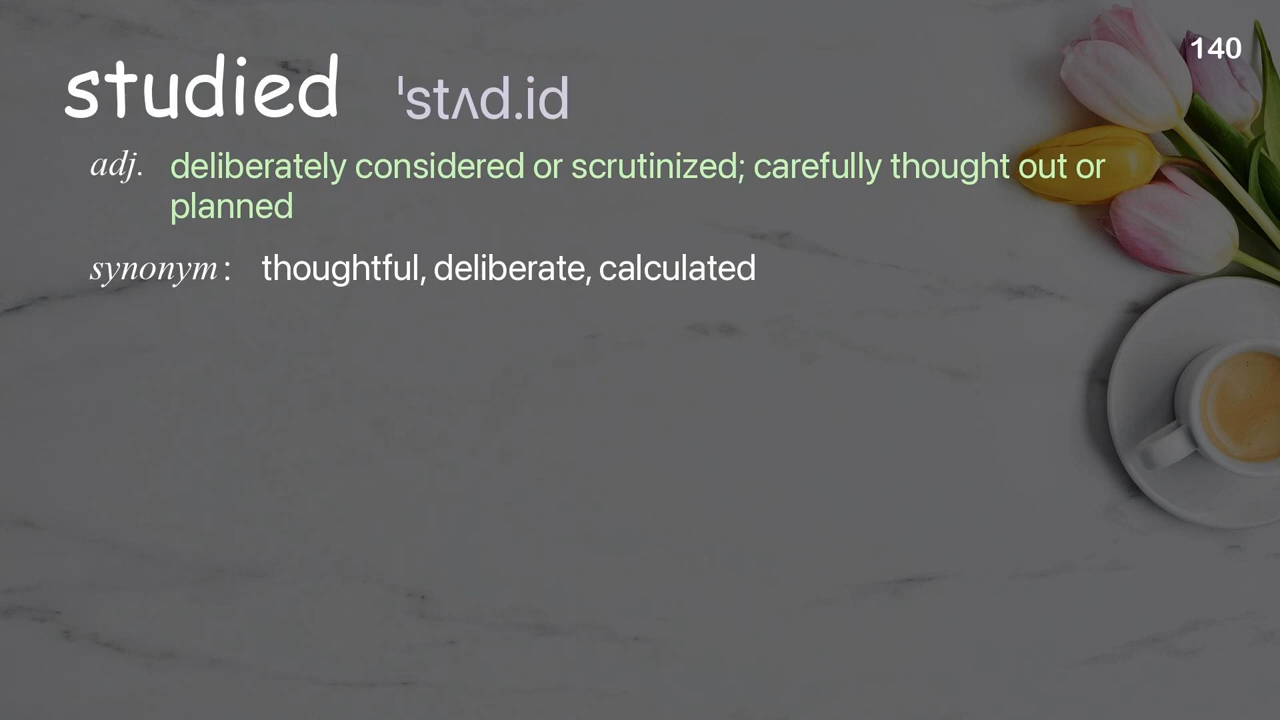 140
studied ˈstʌd.id
adj. deliberately considered or scrutinized; carefully thought out or
planned
synonym: thoughtful, deliberate, calculated